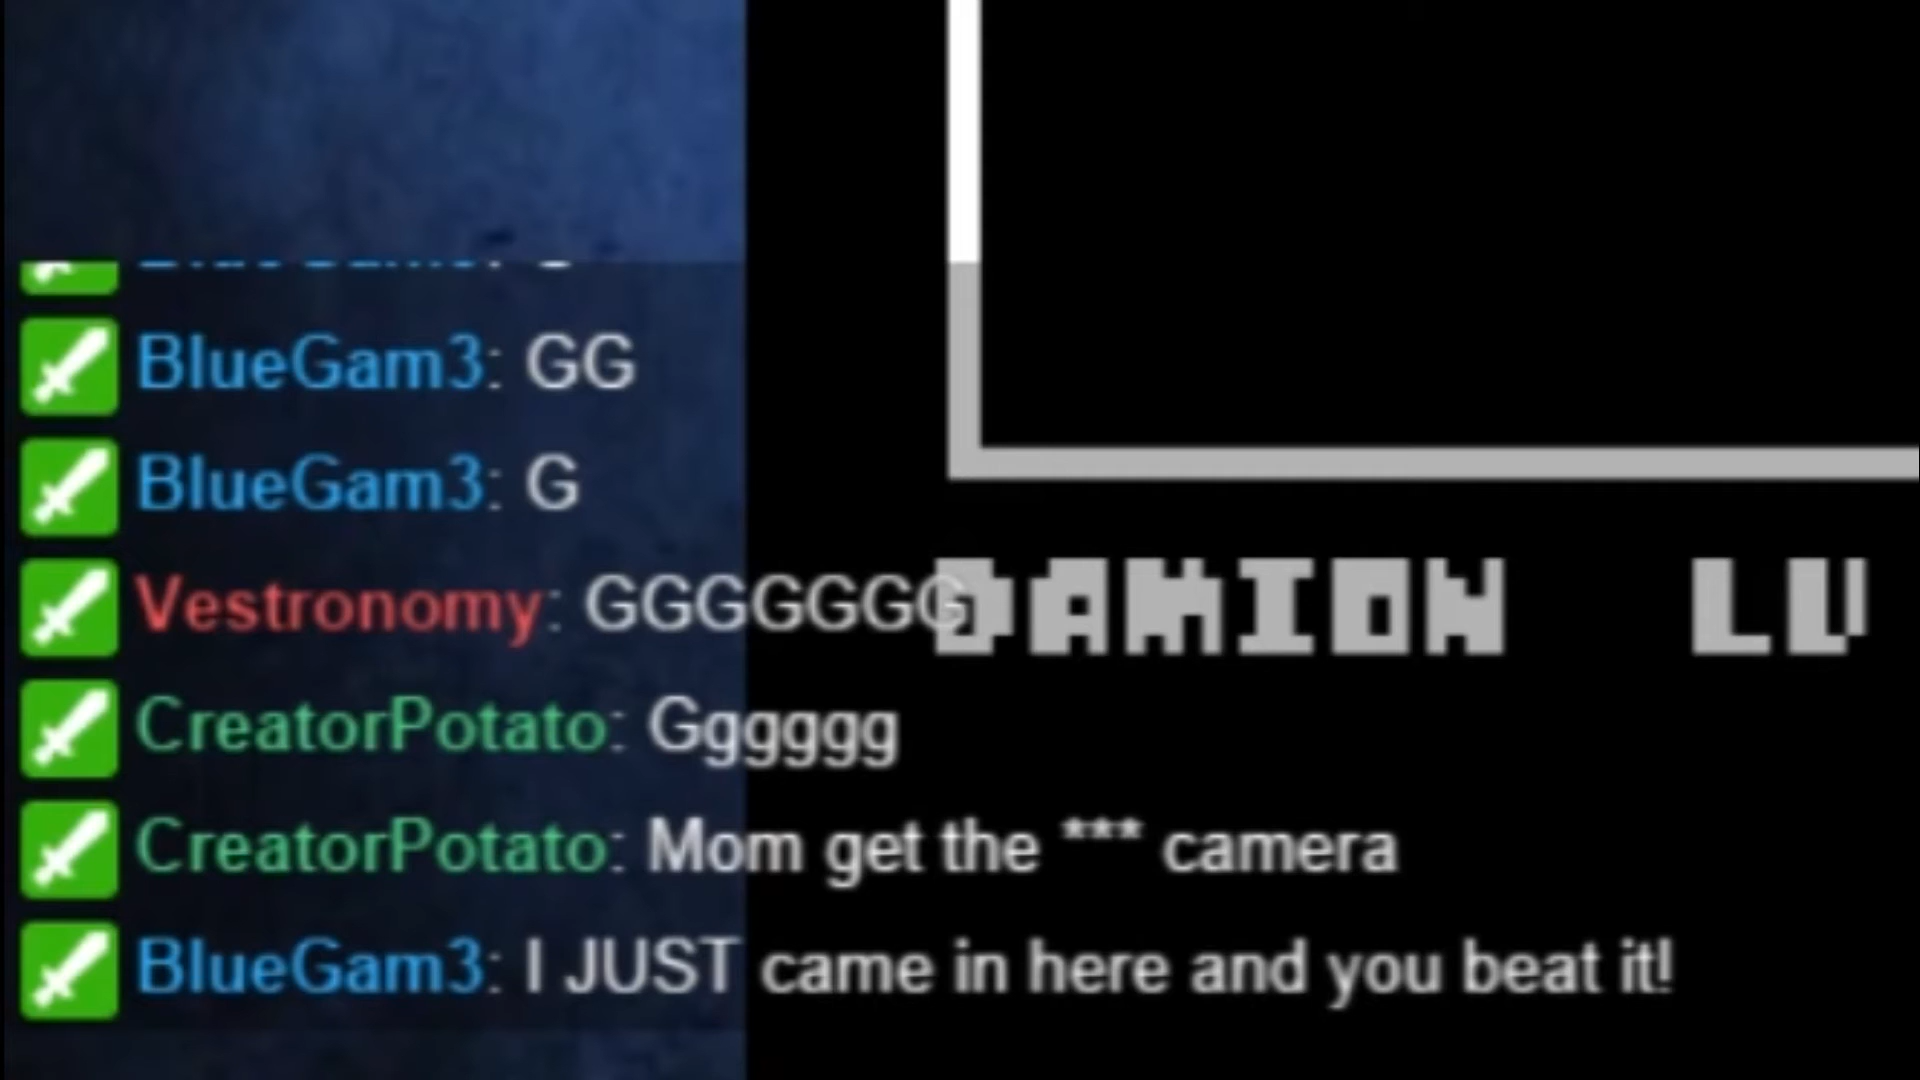 BlueGam3: GG
BlueGam3: G
Vestronomy: GGGGGGG
DAMION LV
CreatorPotato: Gggggg
CreatorPotato: Mom get the *** camera
BlueGam3: I JUST came in here and you beat it!